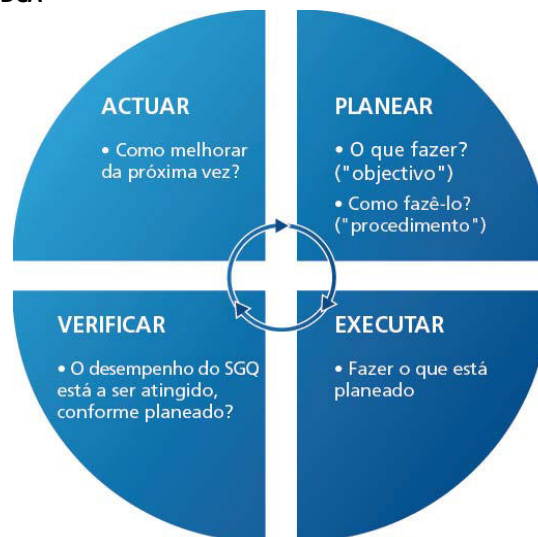 ACTUAR
• Como melhorar
da próxima vez?
PLANEAR
• O que fazer?
("objectivo")
• Como fazê-lo?
("procedimento")
VERIFICAR
• O desempenho do SGQ
está a ser atingido,
conforme planeado?
EXECUTAR
• Fazer o que está
planeado